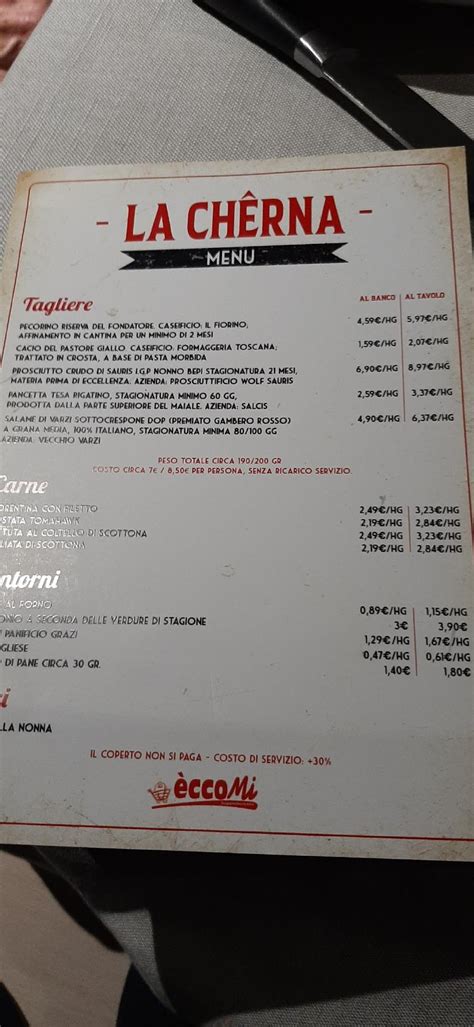 - LA CHÊRNA -
MENU
Tagliere AL BANCO AL TAVOLO
PECORINO RISERVA DEL FONDATORE. CASEIFICIO: IL FIORINO;
AFFINAMENTO IN CANTINA PER UN MINIMO DI 2 MESI 4,59€/HG 5,97€/HG
CACIO DEL PASTORE GIALLO. CASEIFICIO: FORMAGGERIA TOSCANA;
TRATTATO IN CROSTA, A BASE DI PASTA MORBIDA 1,59€/HG 2,07€/HG
PROSCIUTTO CRUDO DI SAURIS I.G.P NONNO BEPI STAGIONATURA 21 MESI,
MATERIA PRIMA DI ECCELLENZA. AZIENDA: PROSCIUTTIFICIO WOLF SAURIS 6,90€/HG 8,97€/HG
PANCETTA TESA RIGATINO, STAGIONATURA MINIMO 60 GG,
PRODOTTA DALLA PARTE SUPERIORE DEL MAIALE. AZIENDA: SALCIS 2,59€/HG 3,37€/HG
SALAME DI VARZI SOTTOCRESPONE DOP (PREMIATO GAMBERO ROSSO)
A GRANA MEDIA, 100% ITALIANO, STAGIONATURA MINIMA 80/100 GG 4,90€/HG 6,37€/HG
AZIENDA: VECCHIO VARZI
PESO TOTALE CIRCA 190/200 GR
COSTO CIRCA 7€ / 8,50€ PER PERSONA, SENZA RICARICO SERVIZIO.
Carne
ORENTINA CON FILETTO 2,49€/HG 3,23€/HG
OSTATA TOMAHAWK 2,19€/HG 2,84€/HG
TTUTA AL COLTELLO DI SCOTTONA 2,49€/HG 3,23€/HG
LIATA DI SCOTTONA 2,19€/HG 2,84€/HG
ntorni
AL FORNO 0,89€/HG 1,15€/HG
ONIO A SECONDA DELLE VERDURE DI STAGIONE 3€ 3,90€
PANIFICIO GRAZI 1,29€/HG 1,67€/HG
GLIESE 0,47€/HG 0,61€/HG
DI PANE CIRCA 30 GR. 1,40€ 1,80€
ci
LLA NONNA
IL COPERTO NON SI PAGA - COSTO DI SERVIZIO: +30%
èccoMi